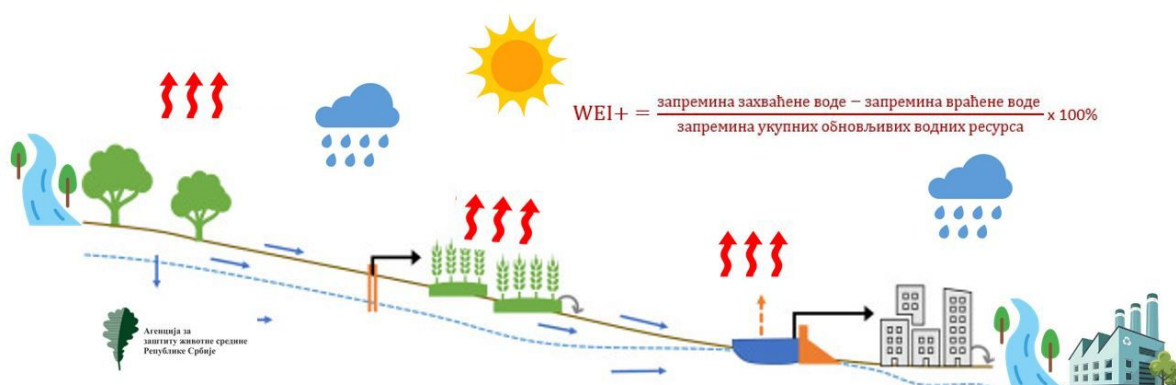 WEI+ = запремина захваћене воде − запремина враћене воде / запремина укупних обновљивих водних ресурса x 100%
Агенција за
заштиту животне средине
Републике Србије